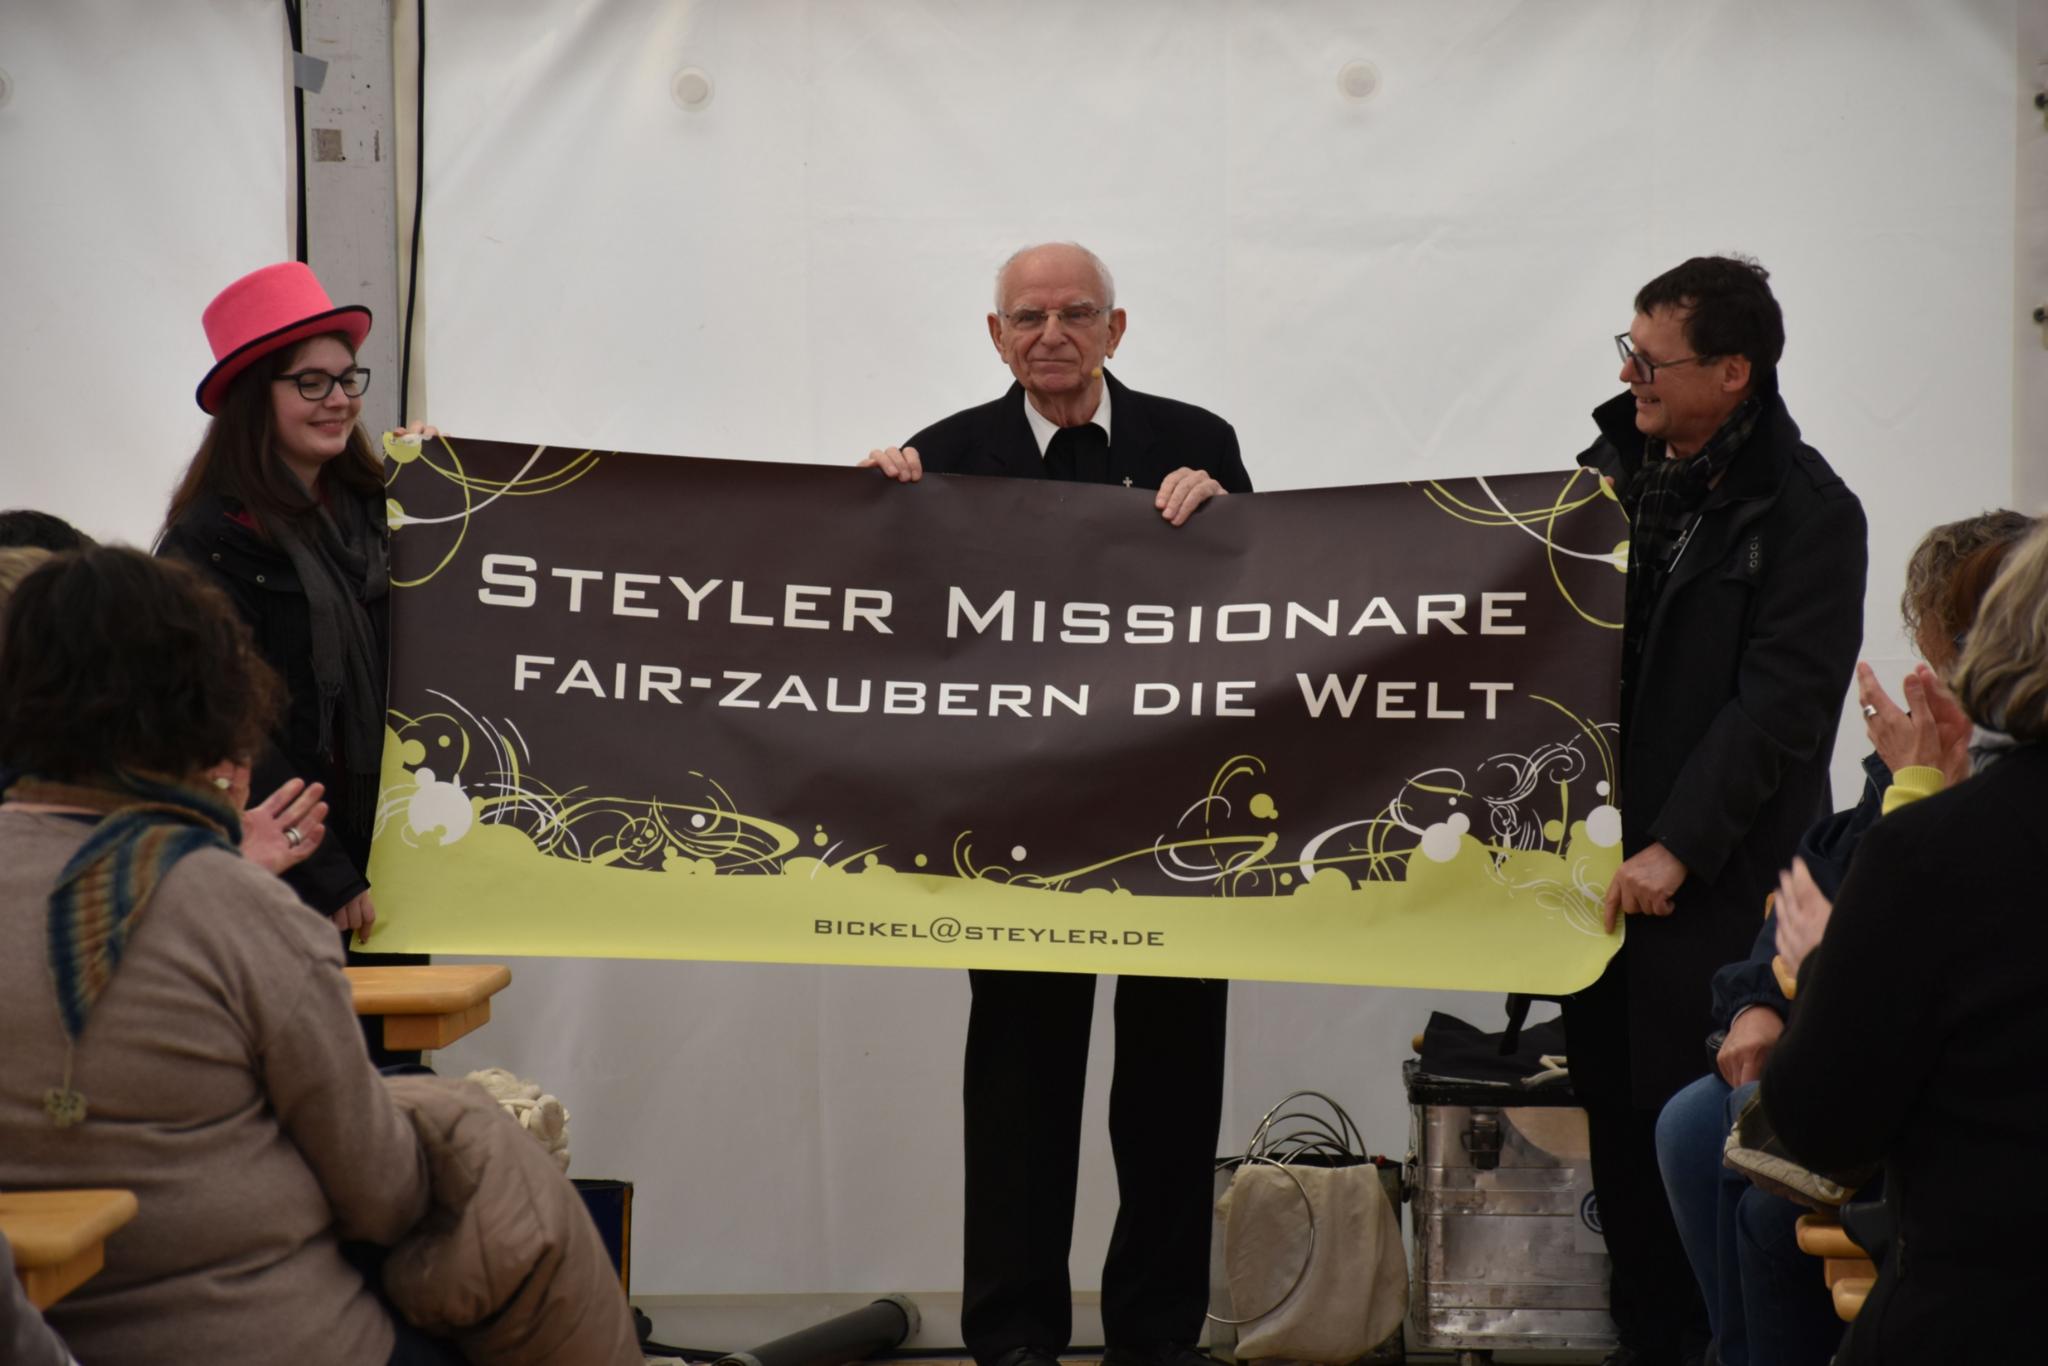 STEYLER MISSIONARE
FAIR-ZAUBERN DIE WELT
BICKEL@STEYLER.DE